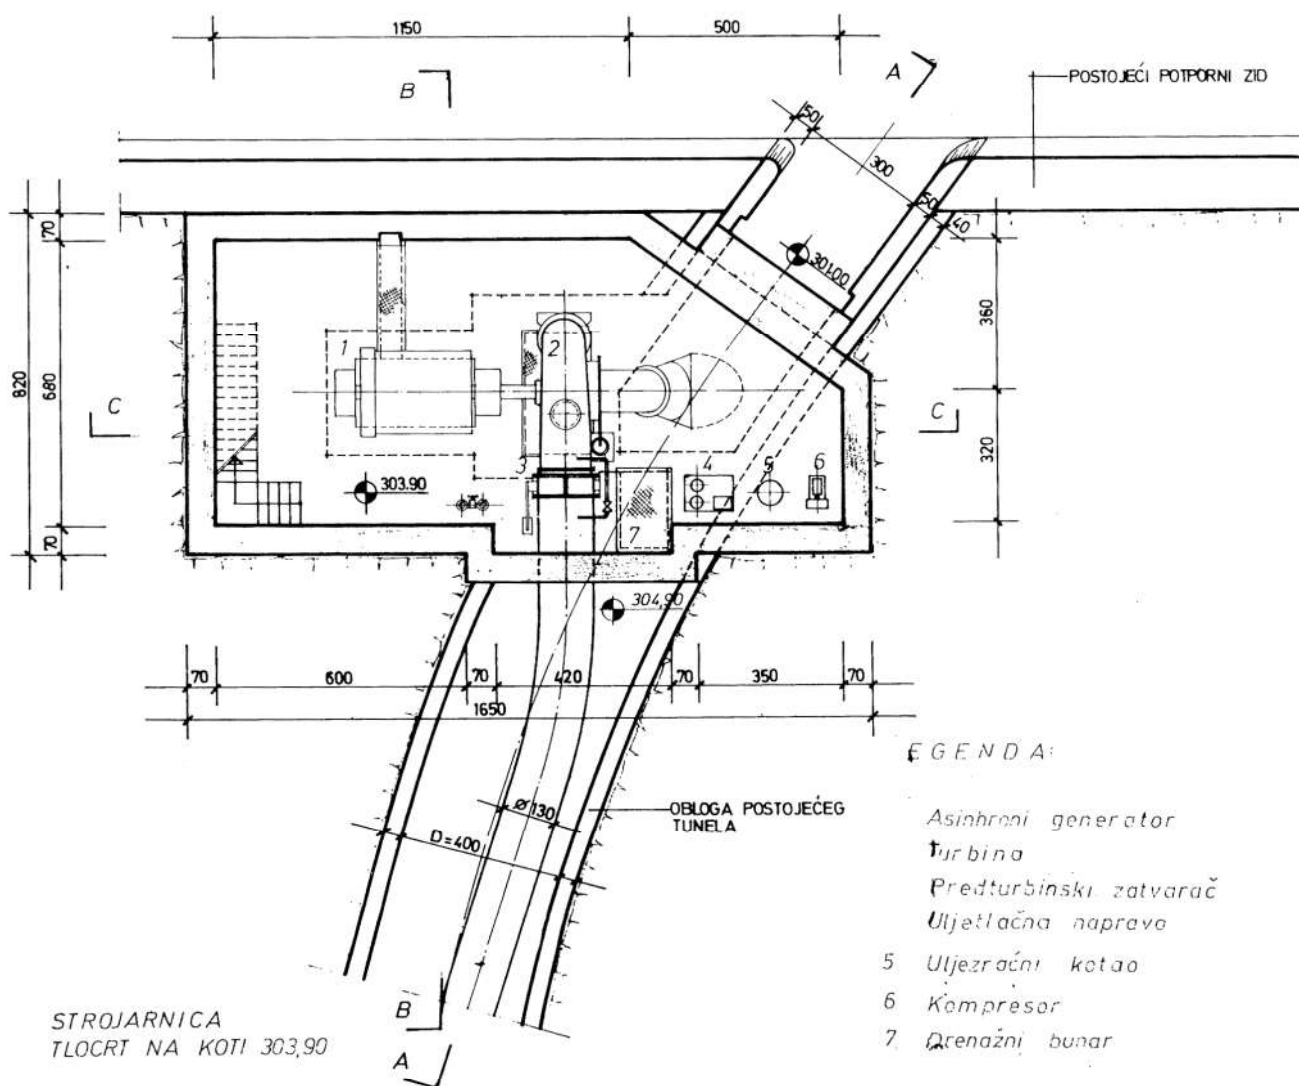 1150
500
B
A
POSTOJEĆI POTPORNI ZID
50
300
50
40
70
301.00
360
1
2
820
680
C
C
320
3
4
5
6
303.90
7
70
304,90
70
600
70
420
70
350
70
1650
EGENDA:
Ø 130
OBLOGA POSTOJEĆEG
TUNELA
D=400
Asinhroni generator
Turbina
Predturbinski zatvarač
Uljetlačna naprava
5 Uljezračni kotao
6 Kompresor
7 Drenažni bunar
B
A
STROJARNICA
TLOCRT NA KOTI 303,90